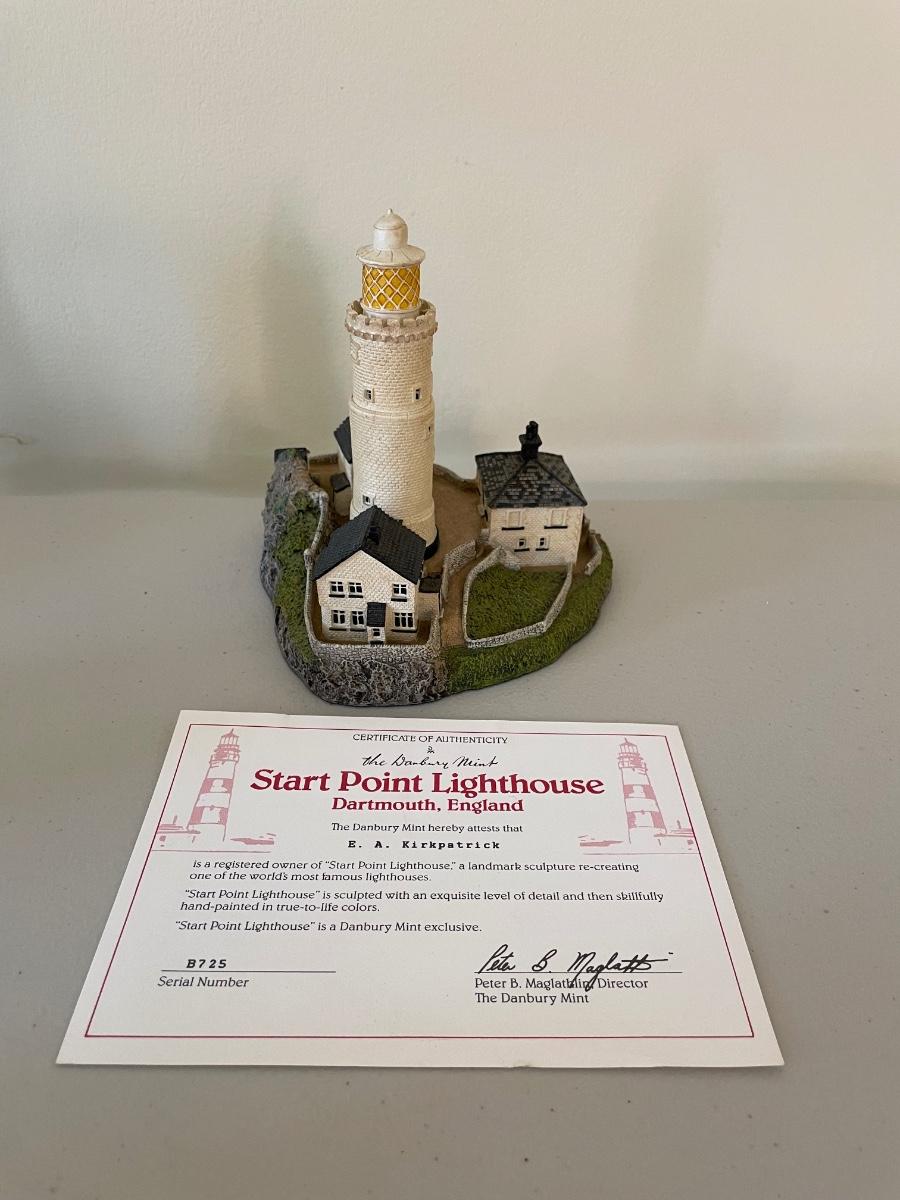 CERTIFICATE OF AUTHENTICITY
&
The Danbury Mint
Start Point Lighthouse
Dartmouth, England
The Danbury Mint hereby attests that
E. A. Kirkpatrick
is a registered owner of "Start Point Lighthouse," a landmark sculpture re-creating
one of the world's most famous lighthouses.
"Start Point Lighthouse" is sculpted with an exquisite level of detail and then skillfully
hand-painted in true-to-life colors.
"Start Point Lighthouse" is a Danbury Mint exclusive.
B725
Serial Number
Peter B. Maglathlin
Peter B. Maglathlin, Director
The Danbury Mint